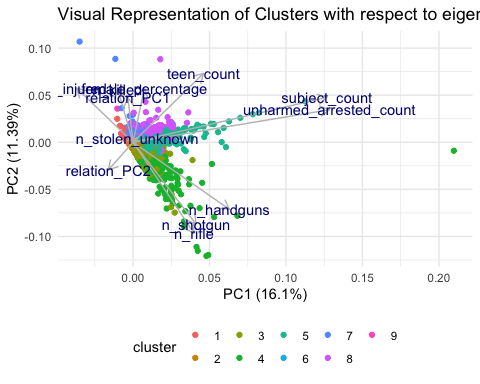 Visual Representation of Clusters with respect to eiger
0.10
teen_count
female_percentage
relation_PC1
subject_count
0.05
unharmed_arrested_count
n_stolen_unknown
0.00
relation_PC2
-0.05
n_handguns
n_shotgun
n_rifle
-0.10
PC2 (11.39%)
0.00 0.05 0.10 0.15 0.20
PC1 (16.1%)
cluster
1 3 5 7 9
2 4 6 8